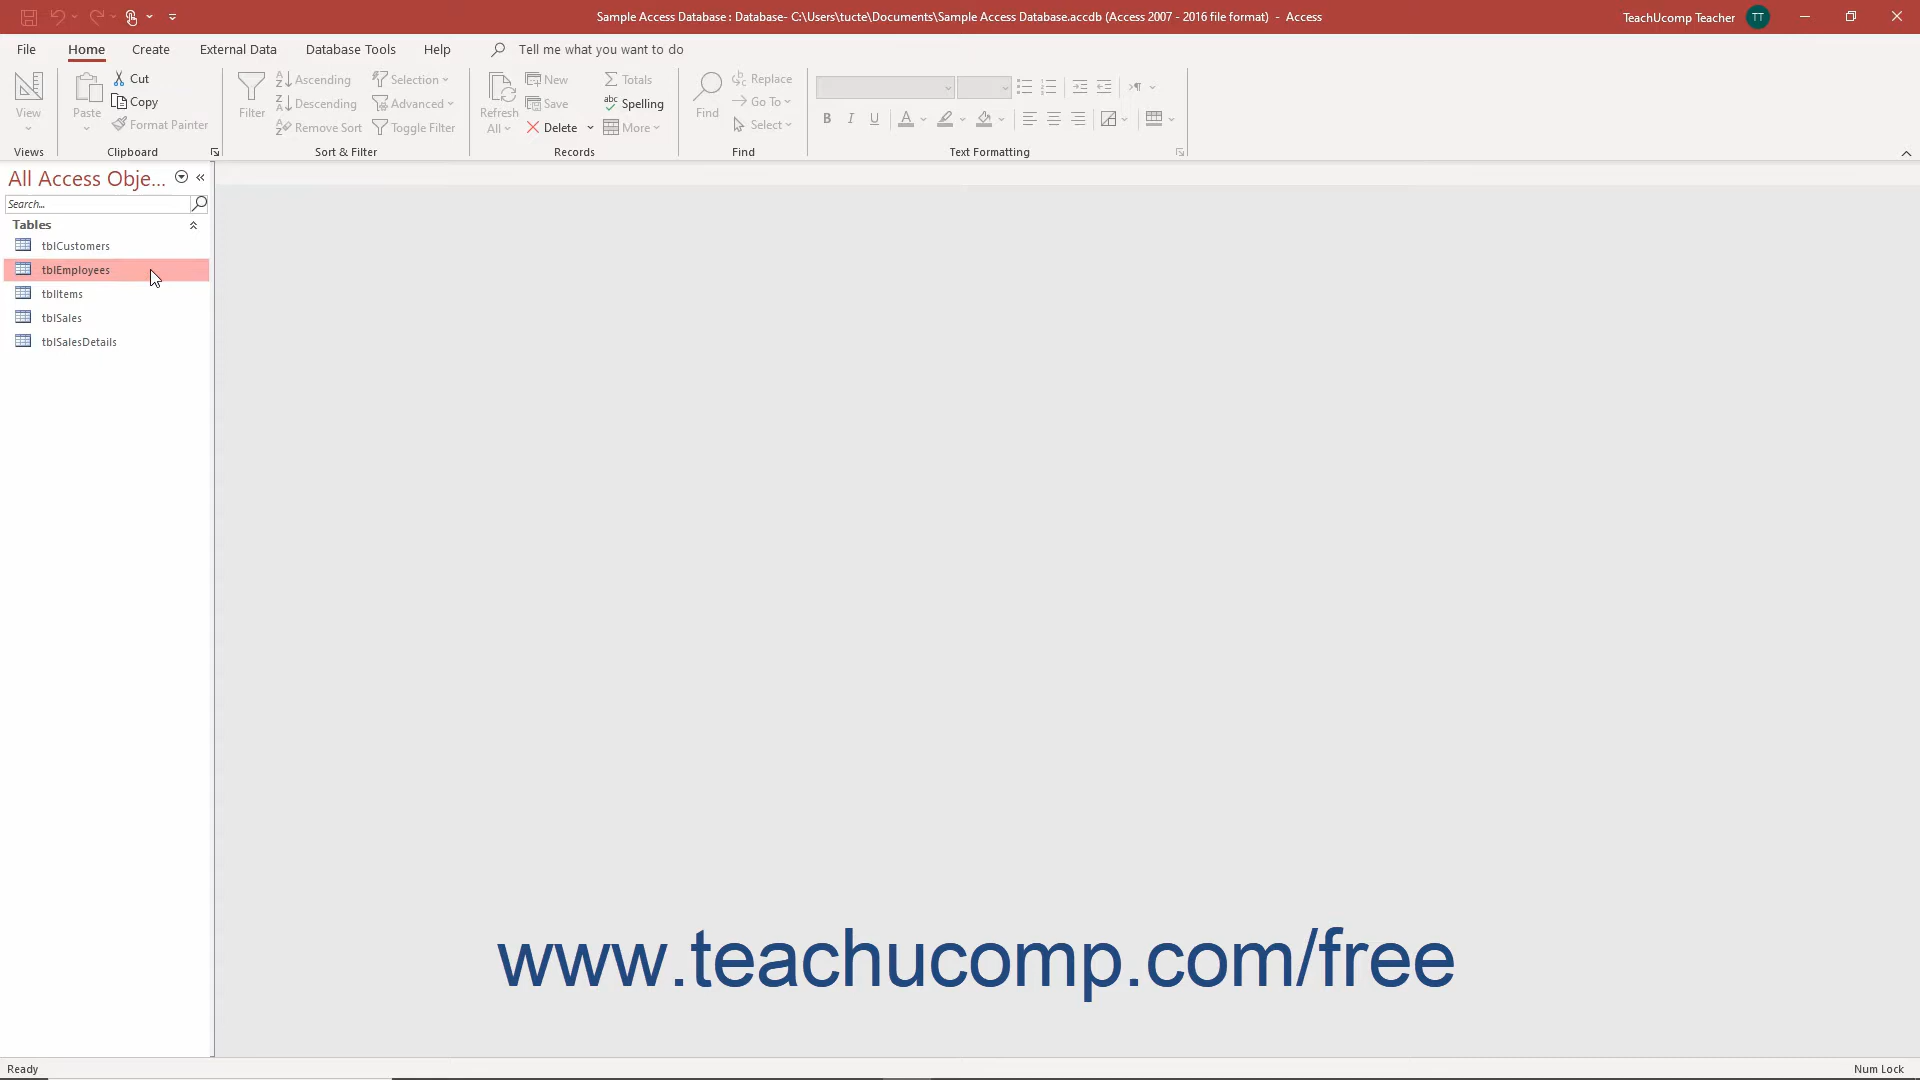 Sample Access Database : Database- C:\Users\tucte\Documents\Sample Access Database.accdb (Access 2007 - 2016 file format) - Access
TeachUcomp Teacher
TT
File
Home
Create
External Data
Database Tools
Help
Tell me what you want to do
View
Views
Paste
Cut
Copy
Format Painter
Clipboard
Filter
Ascending
Descending
Remove Sort
Selection
Advanced
Toggle Filter
Sort & Filter
Refresh
All
New
Save
Delete
Totals
Spelling
More
Records
Find
Replace
Go To
Select
Find
B I U
Text Formatting
All Access Obje...
Search...
Tables
tblCustomers
tblEmployees
tblItems
tblSales
tblSalesDetails
www.teachucomp.com/free
Ready
Num Lock